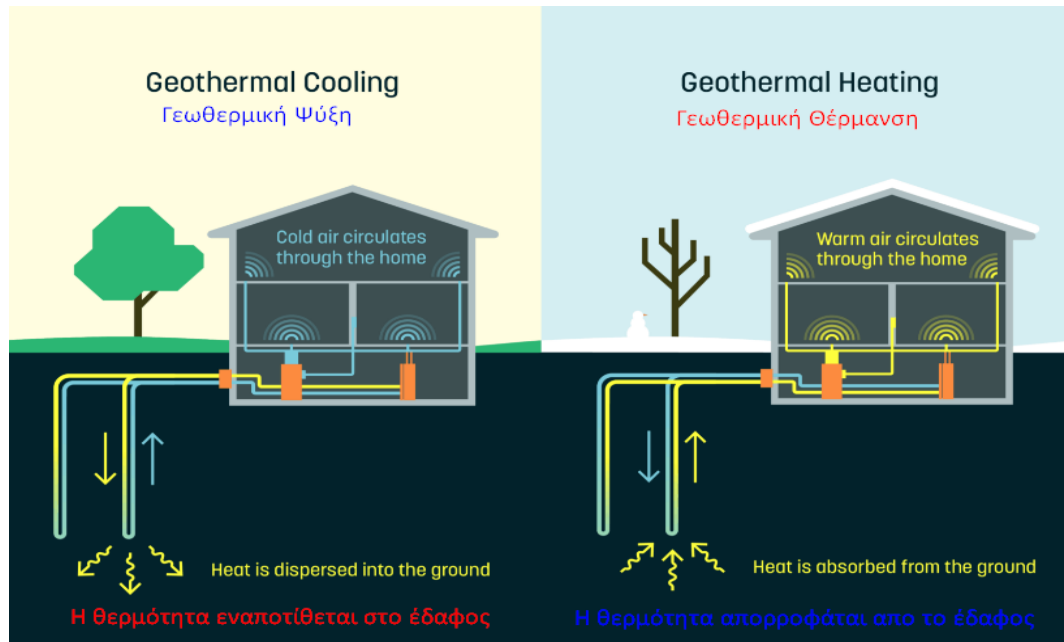 Geothermal Cooling
Γεωθερμική Ψύξη
Cold air circulates
through the home
Heat is dispersed into the ground
Η θερμότητα εναποτίθεται στο έδαφος
Geothermal Heating
Γεωθερμική Θέρμανση
Warm air circulates
through the home
Heat is absorbed from the ground
Η θερμότητα απορροφάται απο το έδαφος